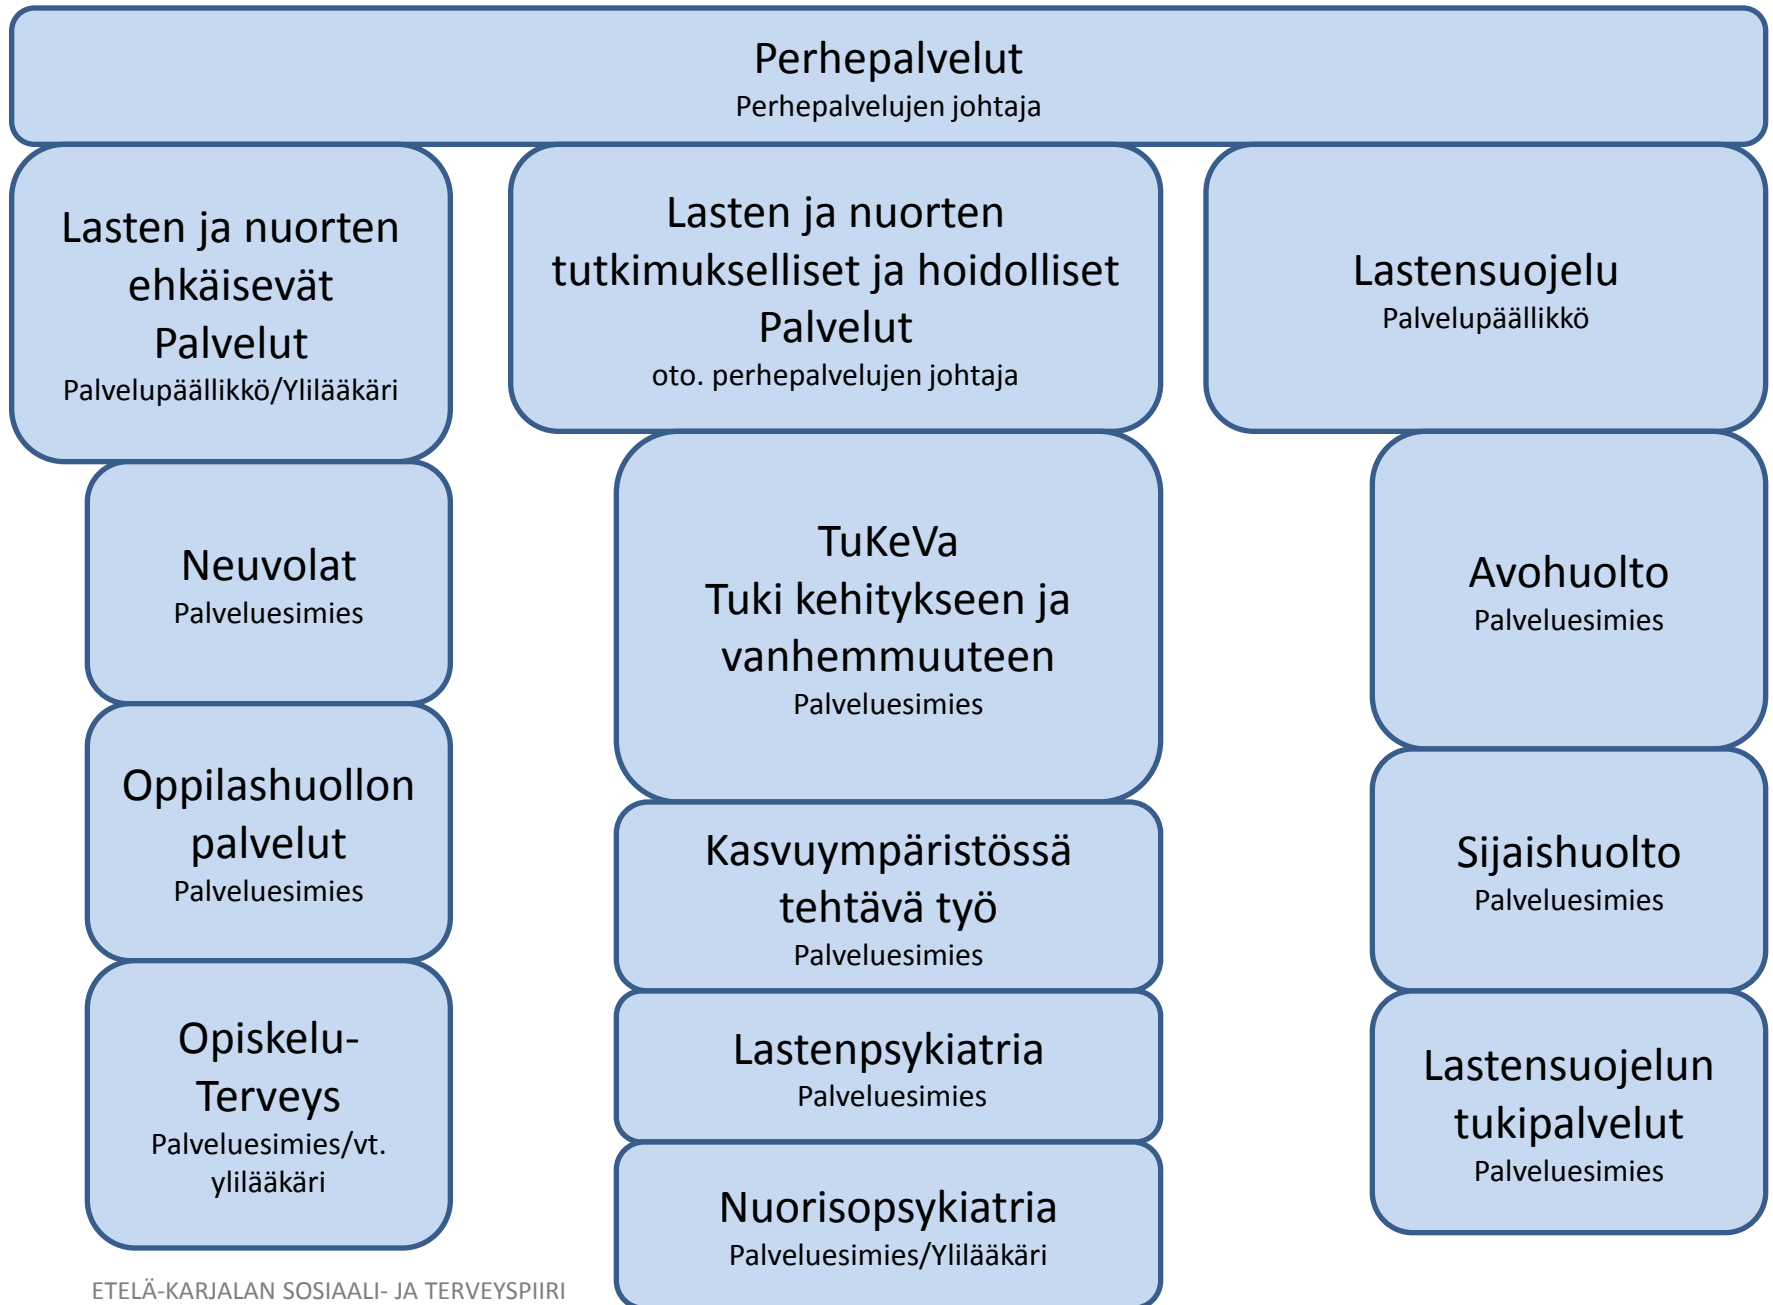 Perhepalvelut
Perhepalvelujen johtaja
Lasten ja nuorten
ehkäisevät
Palvelut
Palvelupäällikkö/Ylilääkäri
Neuvolat
Palveluesimies
Oppilashuollon
palvelut
Palveluesimies
Opiskelu-
Terveys
Palveluesimies/vt.
ylilääkäri
Lasten ja nuorten
tutkimukselliset ja hoidolliset
Palvelut
oto. perhepalvelujen johtaja
TuKeVa
Tuki kehitykseen ja
vanhemmuuteen
Palveluesimies
Kasvuympäristössä
tehtävä työ
Palveluesimies
Lastenpsykiatria
Palveluesimies
Nuorisopsykiatria
Palveluesimies/Ylilääkäri
Lastensuojelu
Palvelupäällikkö
Avohuolto
Palveluesimies
Sijaishuolto
Palveluesimies
Lastensuojelun
tukipalvelut
Palveluesimies
ETELÄ-KARJALAN SOSIAALI- JA TERVEYSPIIRI